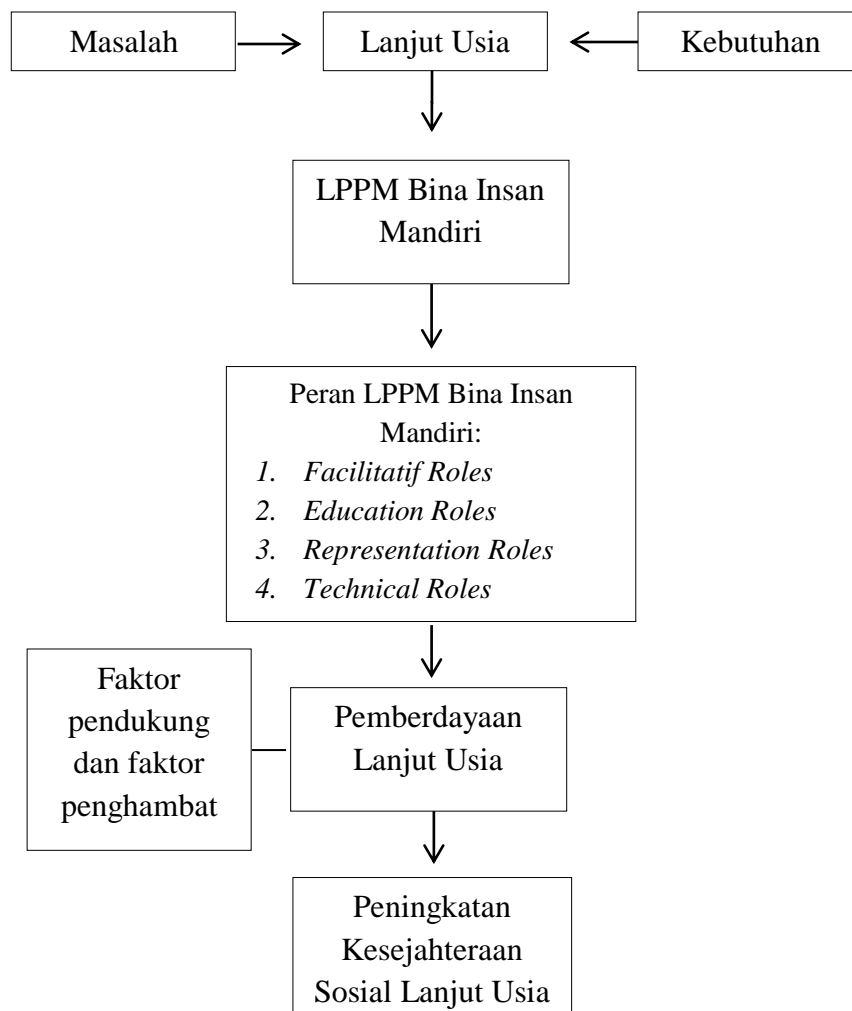 Masalah
Lanjut Usia
Kebutuhan
LPPM Bina Insan
Mandiri
Peran LPPM Bina Insan
Mandiri:
1. Facilitatif Roles
2. Education Roles
3. Representation Roles
4. Technical Roles
Faktor
pendukung
dan faktor
penghambat
Pemberdayaan
Lanjut Usia
Peningkatan
Kesejahteraan
Sosial Lanjut Usia